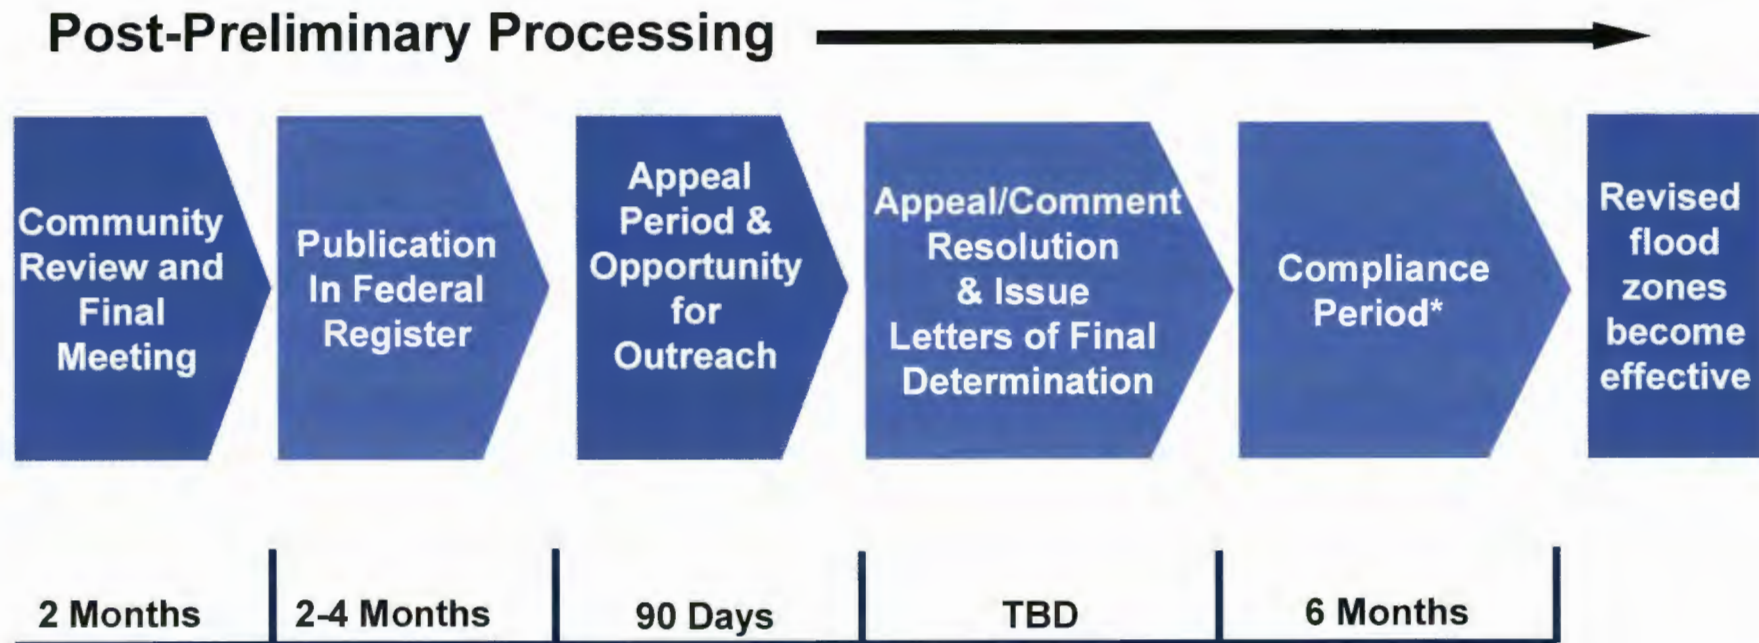 Post-Preliminary Processing
Community
Review and
Final
Meeting
Publication
In Federal
Register
Appeal
Period &
Opportunity
for
Outreach
Appeal/Comment
Resolution
& Issue
Letters of Final
Determination
Compliance
Period*
Revised
flood
zones
become
effective
2 Months
2-4 Months
90 Days
TBD
6 Months